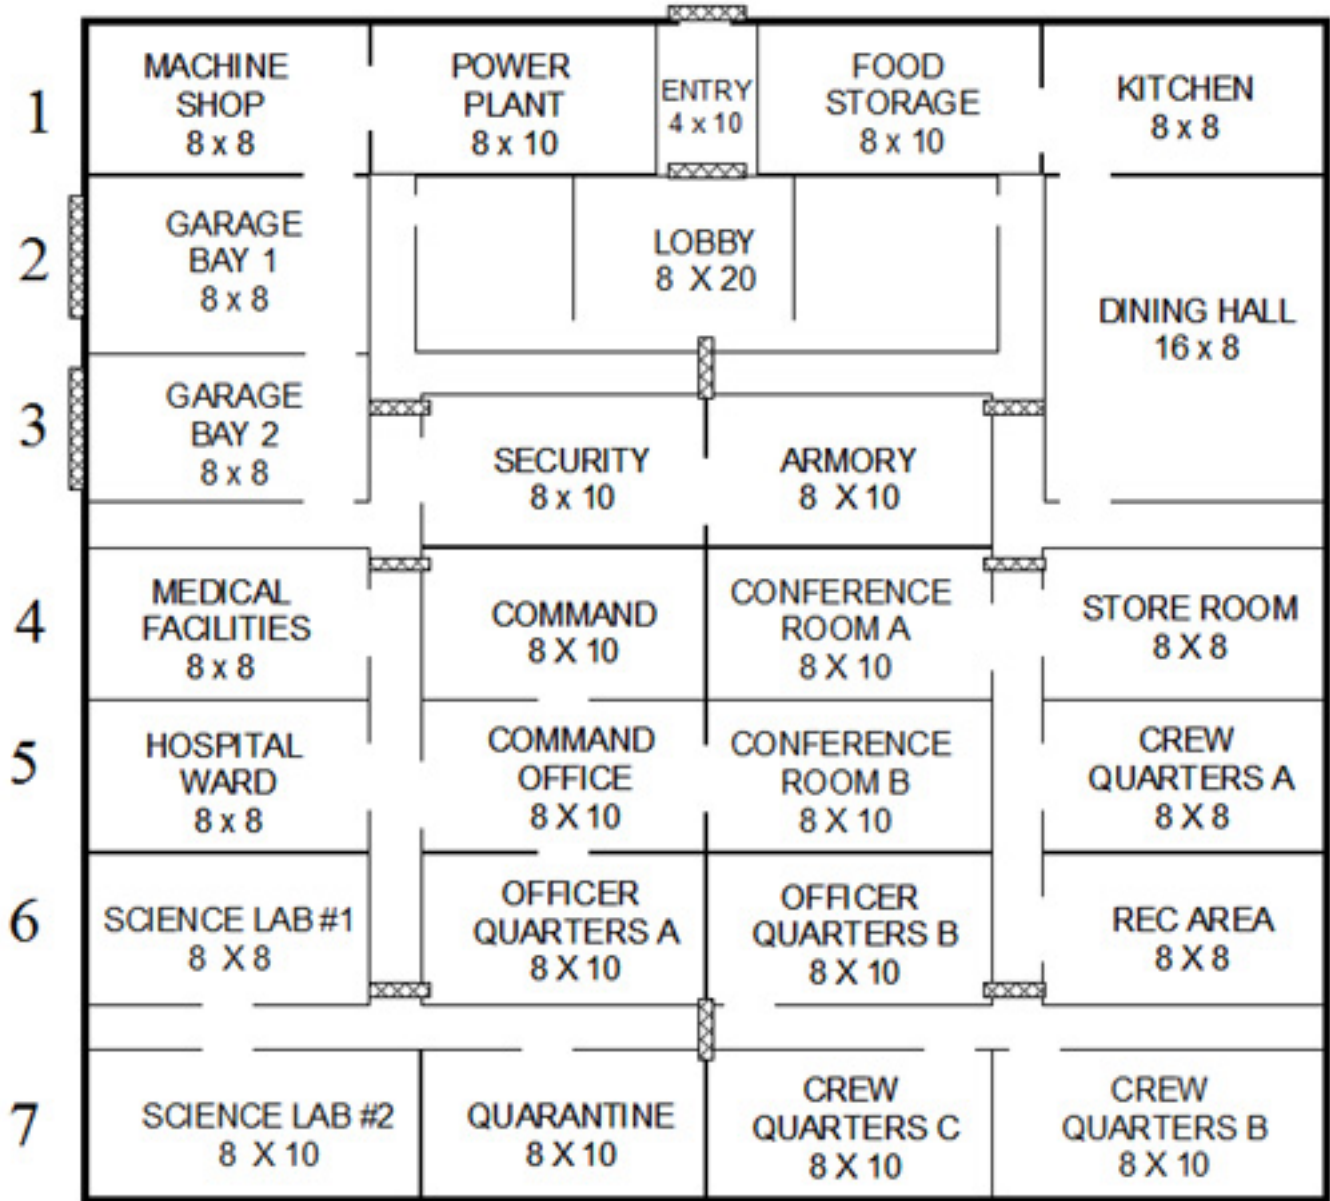 1
MACHINE
SHOP
8 x 8
POWER
PLANT
8 x 10
ENTRY
4 x 10
FOOD
STORAGE
8 x 10
KITCHEN
8 x 8
2
GARAGE
BAY 1
8 x 8
LOBBY
8 X 20
DINING HALL
16 x 8
3
GARAGE
BAY 2
8 x 8
SECURITY
8 x 10
ARMORY
8 X 10
4
MEDICAL
FACILITIES
8 x 8
COMMAND
8 X 10
CONFERENCE
ROOM A
8 X 10
STORE ROOM
8 X 8
5
HOSPITAL
WARD
8 x 8
COMMAND
OFFICE
8 X 10
CONFERENCE
ROOM B
8 X 10
CREW
QUARTERS A
8 X 8
6
SCIENCE LAB #1
8 X 8
OFFICER
QUARTERS A
8 X 10
OFFICER
QUARTERS B
8 X 10
REC AREA
8 X 8
7
SCIENCE LAB #2
8 X 10
QUARANTINE
8 X 10
CREW
QUARTERS C
8 X 10
CREW
QUARTERS B
8 X 10